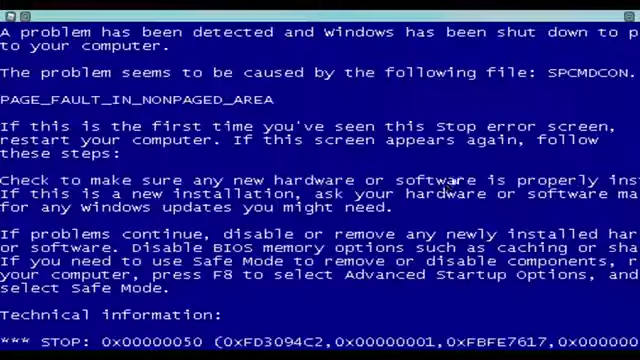 A problem has been detected and Windows has been shut down to p
to your computer.
The problem seems to be caused by the following file: SPCMDCON.
PAGE_FAULT_IN_NONPAGED_AREA
If this is the first time you've seen this Stop error screen,
restart your computer. If this screen appears again, follow
these steps:
Check to make sure any new hardware or software is properly inst
If this is a new installation, ask your hardware or software ma
for any Windows updates you might need.
If problems continue, disable or remove any newly installed har
or software. Disable BIOS memory options such as caching or sha
If you need to use Safe Mode to remove or disable components, r
your computer, press F8 to select Advanced Startup Options, and
select Safe Mode.
Technical information:
*** STOP: 0x00000050 (0xFD3094C2,0x00000001,0xFBFE7617,0x000000